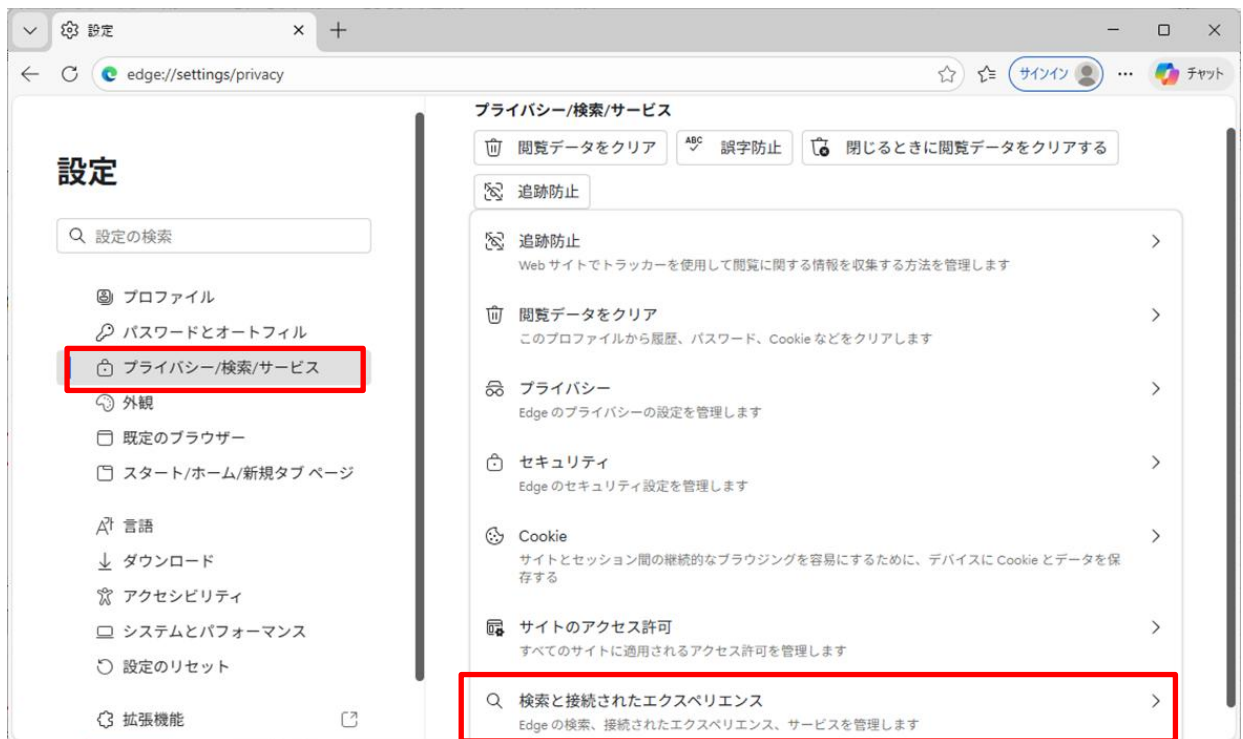 設定
edge://settings/privacy
サインイン
チャット
設定
設定の検索
プロファイル
パスワードとオートフィル
プライバシー/検索/サービス
外観
既定のブラウザー
スタート/ホーム/新規タブ ページ
言語
ダウンロード
アクセシビリティ
システムとパフォーマンス
設定のリセット
拡張機能
プライバシー/検索/サービス
閲覧データをクリア
ABC 誤字防止
閉じるときに閲覧データをクリアする
追跡防止
追跡防止
Web サイトでトラッカーを使用して閲覧に関する情報を収集する方法を管理します
閲覧データをクリア
このプロファイルから履歴、パスワード、Cookie などをクリアします
プライバシー
Edge のプライバシーの設定を管理します
セキュリティ
Edge のセキュリティ設定を管理します
Cookie
サイトとセッション間の継続的なブラウジングを容易にするために、デバイスに Cookie とデータを保
存する
サイトのアクセス許可
すべてのサイトに適用されるアクセス許可を管理します
検索と接続されたエクスペリエンス
Edge の検索、接続されたエクスペリエンス、サービスを管理します